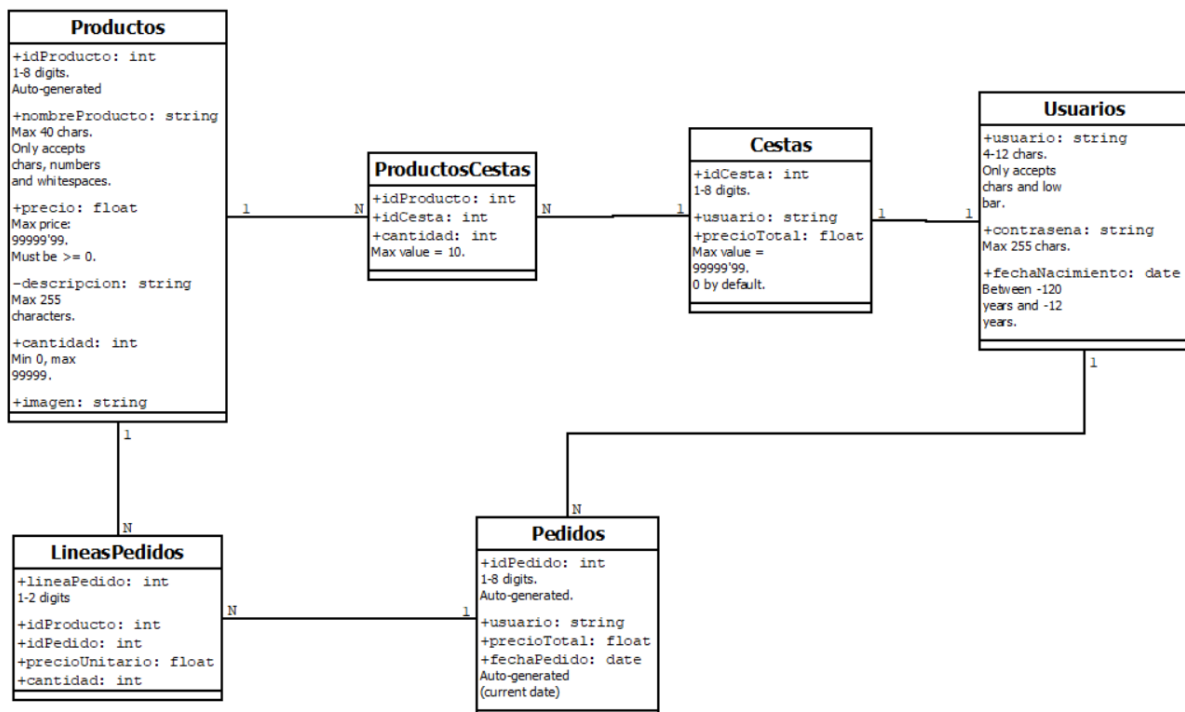 Productos
+idProducto: int
1-8 digits.
Auto-generated
+nombreProducto: string
Max 40 chars.
Only accepts
chars, numbers
and whitespaces.
+precio: float
Max price:
99999'99.
Must be >= 0.
-descripcion: string
Max 255
characters.
+cantidad: int
Min 0, max
99999.
+imagen: string
1
N
ProductosCestas
+idProducto: int
+idCesta: int
+cantidad: int
Max value = 10.
N
1
Cestas
+idCesta: int
1-8 digits.
+usuario: string
+precioTotal: float
Max value =
99999'99.
0 by default.
1
1
Usuarios
+usuario: string
4-12 chars.
Only accepts
chars and low
bar.
+contrasena: string
Max 255 chars.
+fechaNacimiento: date
Between -120
years and -12
years.
1
1
N
N
LineasPedidos
+lineaPedido: int
1-2 digits
+idProducto: int
+idPedido: int
+precioUnitario: float
+cantidad: int
N
1
Pedidos
+idPedido: int
1-8 digits.
Auto-generated.
+usuario: string
+precioTotal: float
+fechaPedido: date
Auto-generated
(current date)